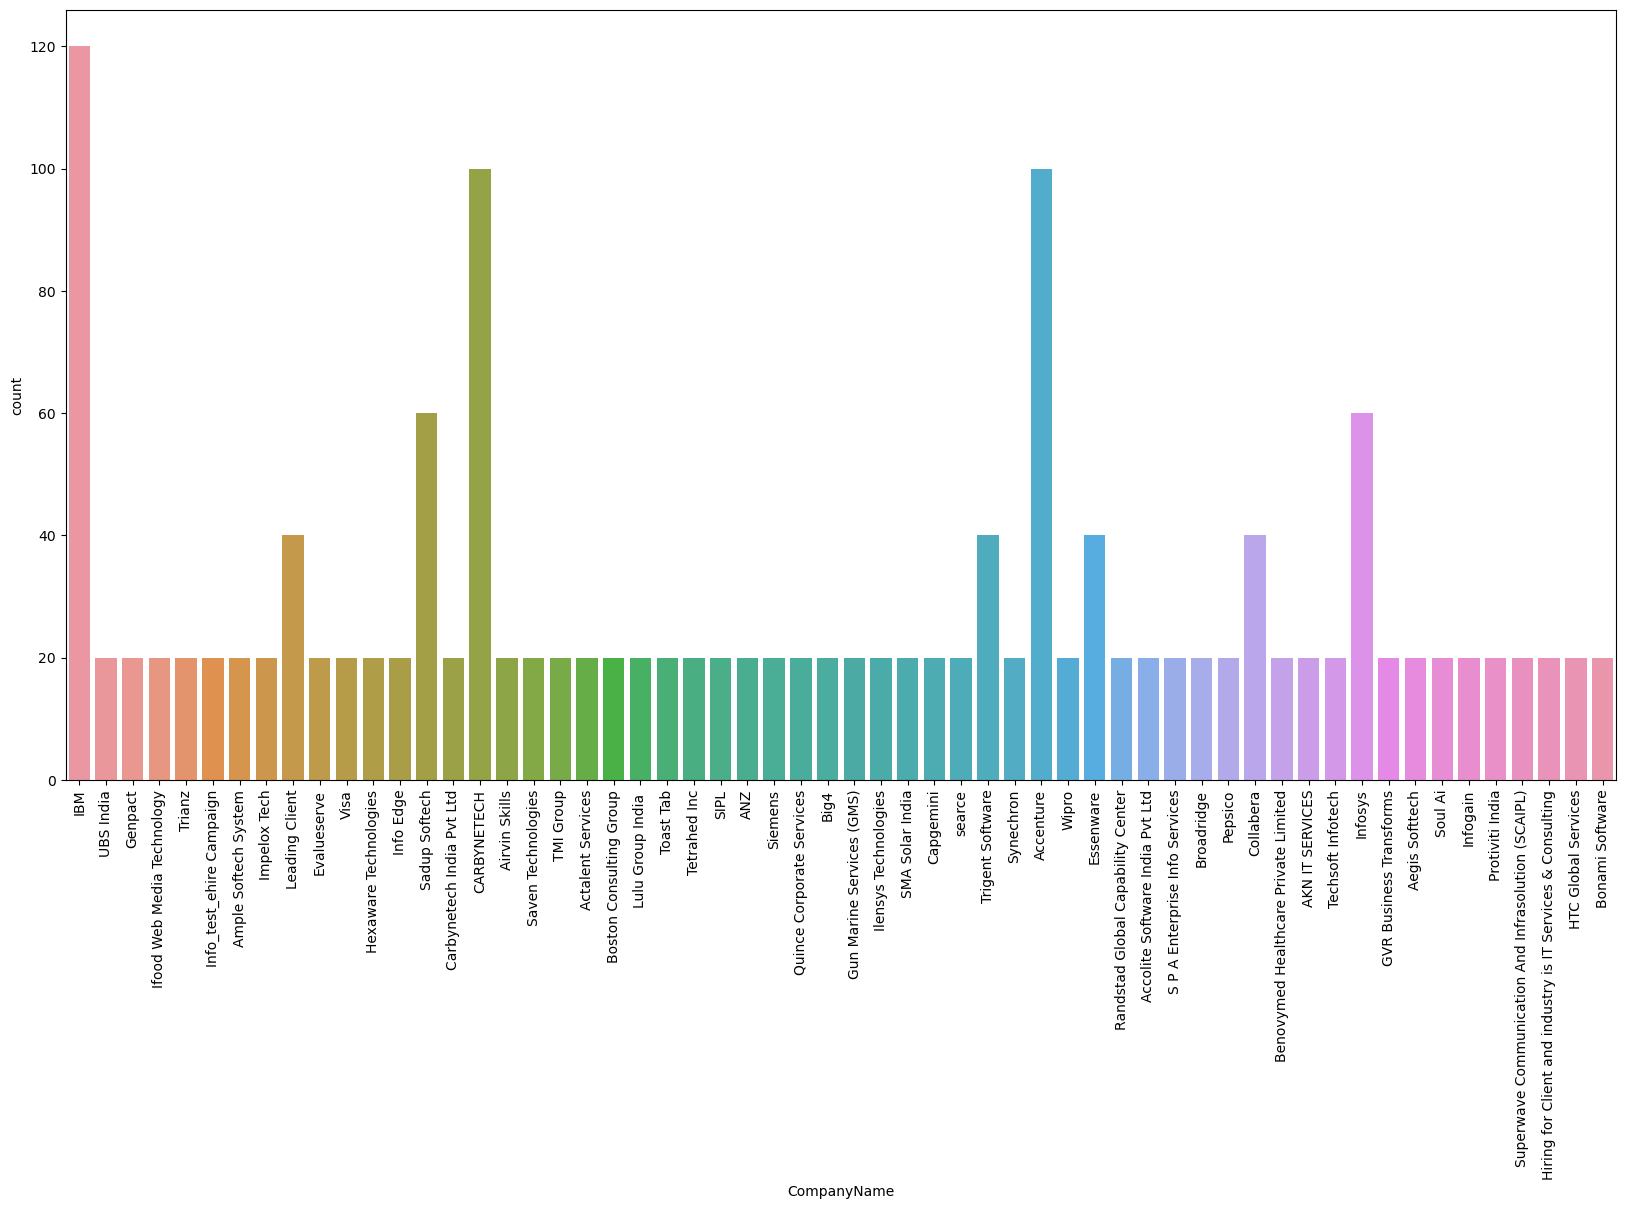 count
120
100
80
60
40
20
0
IBM
UBS India
Genpact
Ifood Web Media Technology
Trianz
Info_test_ehire Campaign
Ample Softech System
Impelox Tech
Leading Client
Evalueserve
Visa
Hexaware Technologies
Info Edge
Sadup Softech
Carbynetech India Pvt Ltd
CARBYNETECH
Airvin Skills
Saven Technologies
TMI Group
Actalent Services
Boston Consulting Group
Lulu Group India
Toast Tab
Tetrahed Inc
SIPL
ANZ
Siemens
Quince Corporate Services
Big4
Gun Marine Services (GMS)
Ilensys Technologies
SMA Solar India
Capgemini
searce
Trigent Software
Synechron
Accenture
Wipro
Essenware
Randstad Global Capability Center
Accolite Software India Pvt Ltd
S P A Enterprise Info Services
Broadridge
Pepsico
Collabera
Benovymed Healthcare Private Limited
AKN IT SERVICES
Techsoft Infotech
Infosys
GVR Business Transforms
Aegis Softtech
Soul Ai
Infogain
Protiviti India
Superwave Communication And Infrasolution (SCAIPL)
Hiring for Client and industry is IT Services & Consulting
HTC Global Services
Bonami Software
CompanyName